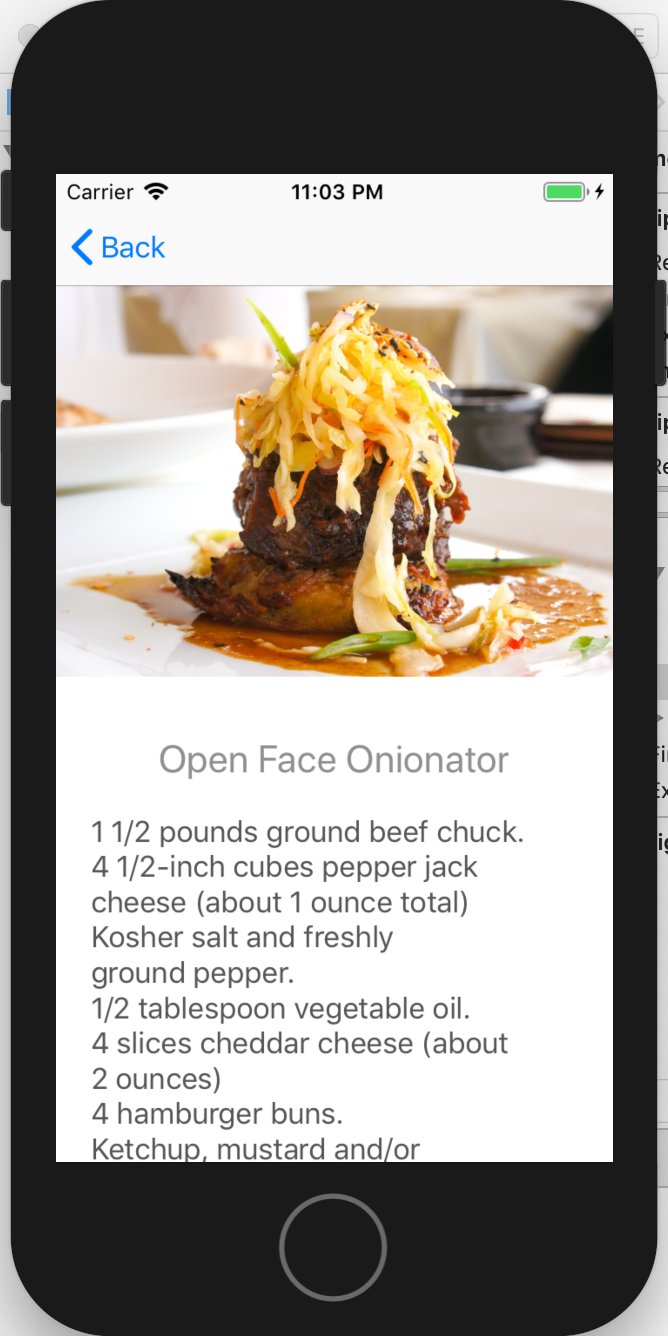 Carrier 11:03 PM
Back
Open Face Onionator
1 1/2 pounds ground beef chuck.
4 1/2-inch cubes pepper jack
cheese (about 1 ounce total)
Kosher salt and freshly
ground pepper.
1/2 tablespoon vegetable oil.
4 slices cheddar cheese (about
2 ounces)
4 hamburger buns.
Ketchup, mustard and/or